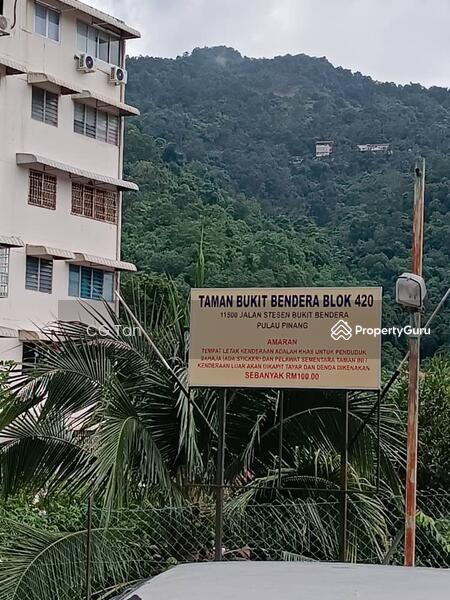 TAMAN BUKIT BENDERA BLOK 420
11500 JALAN STESEN BUKIT BENDERA
PULAU PINANG
AMARAN
TEMPAT LETAK KENDERAAN ADALAH KHAS UNTUK PENDUDUK
SAHAJA (ADA STICKER) DAN PELAWAT SEMENTARA TAMAN INI
KENDERAAN LUAR AKAN DIKAPIT TAYAR DAN DENDA DIKENAKAN
SEBANYAK RM100.00
CG Tan
PropertyGuru